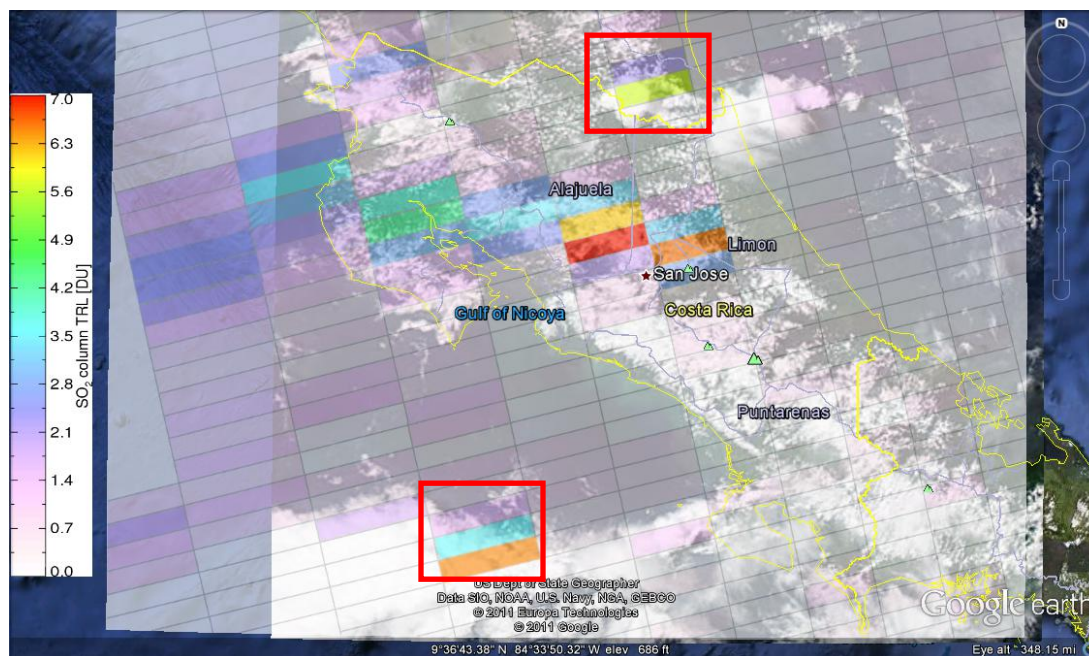 N
7.0
6.3
5.6
4.9
4.2
3.5
2.8
2.1
1.4
0.7
0.0
SO₂ column TRL [DU]
Alajuela
Limon
San Jose
Gulf of Nicoya
Costa Rica
Puntarenas
US Dept of State Geographer
Data SIO, NOAA, U.S. Navy, NGA, GEBCO
© 2011 Europa Technologies
© 2011 Google
Google earth
9°36'43.38" N 84°33'50.32" W elev 686 ft
Eye alt 348.15 mi